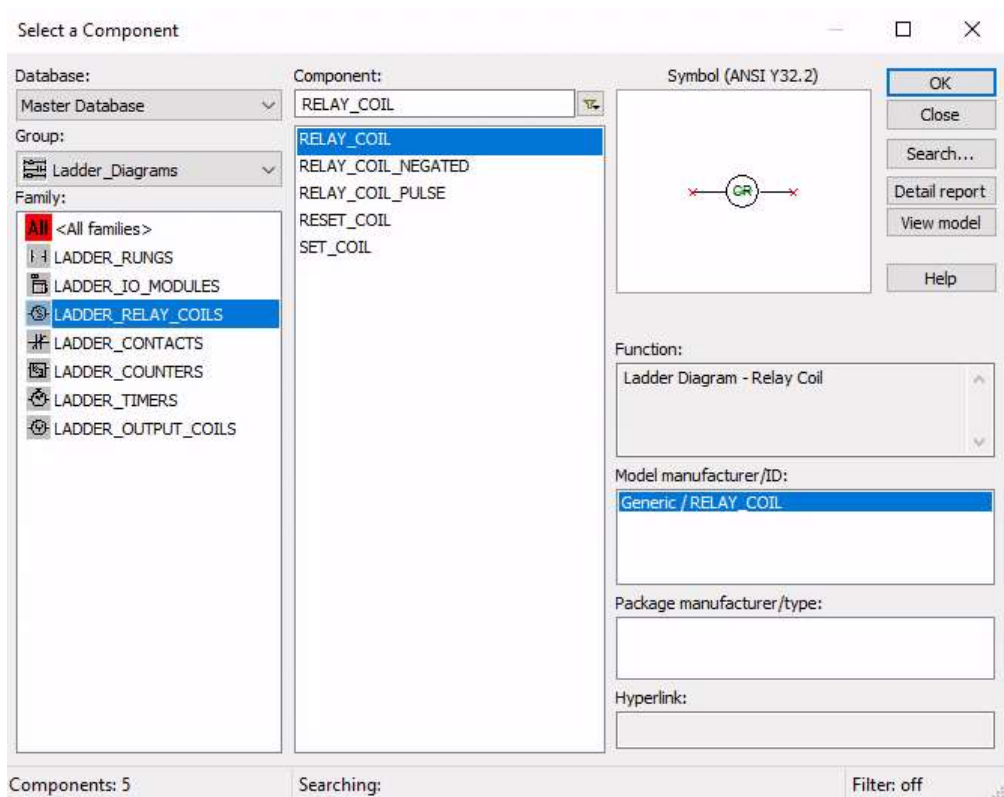 Select a Component
Database:
Master Database
Group:
Ladder_Diagrams
Family:
All <All families>
LADDER_RUNGS
LADDER_IO_MODULES
LADDER_RELAY_COILS
LADDER_CONTACTS
LADDER_COUNTERS
LADDER_TIMERS
LADDER_OUTPUT_COILS
Component:
RELAY_COIL
RELAY_COIL
RELAY_COIL_NEGATED
RELAY_COIL_PULSE
RESET_COIL
SET_COIL
Symbol (ANSI Y32.2)
CR
OK
Close
Search...
Detail report
View model
Help
Function:
Ladder Diagram - Relay Coil
Model manufacturer/ID:
Generic / RELAY_COIL
Package manufacturer/type:
Hyperlink:
Components: 5
Searching:
Filter: off